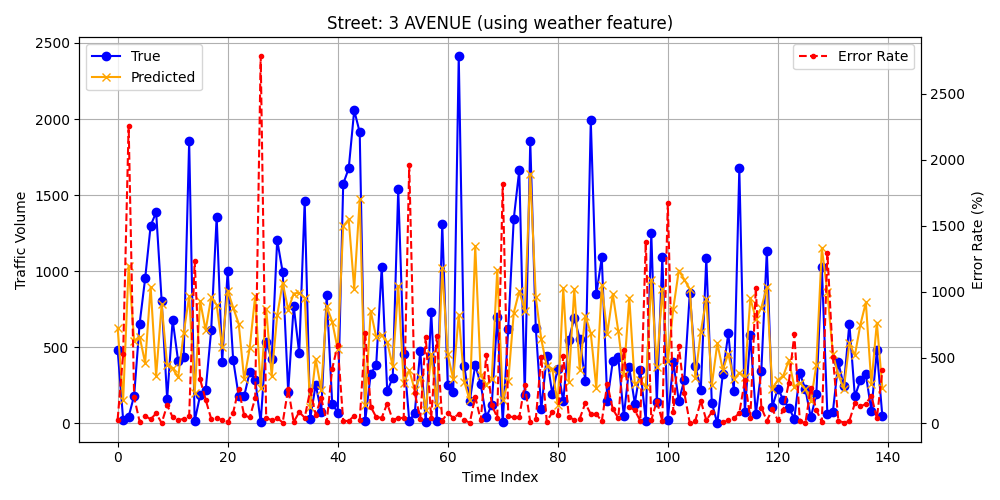 Street: 3 AVENUE (using weather feature)
True
Predicted
Error Rate
2500
2000
1500
1000
500
0
Traffic Volume
2500
2000
1500
1000
500
0
Error Rate (%)
0 20 40 60 80 100 120 140
Time Index